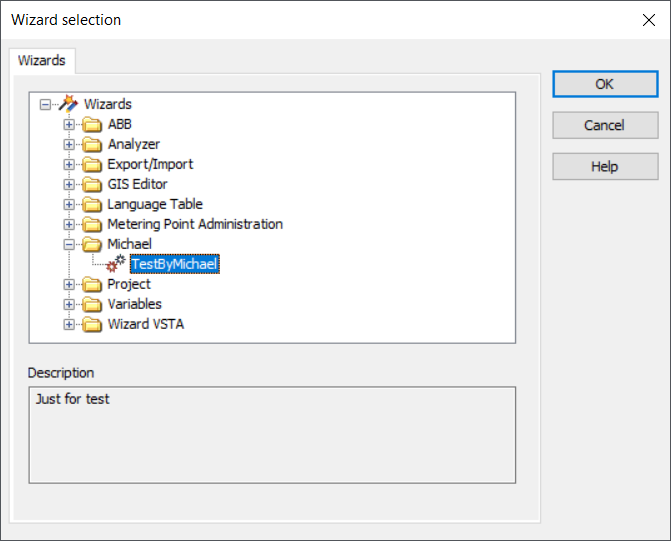 Wizard selection
Wizards
OK
Cancel
Help
Wizards
ABB
Analyzer
Export/Import
GIS Editor
Language Table
Metering Point Administration
Michael
TestByMichael
Project
Variables
Wizard VSTA
Description
Just for test